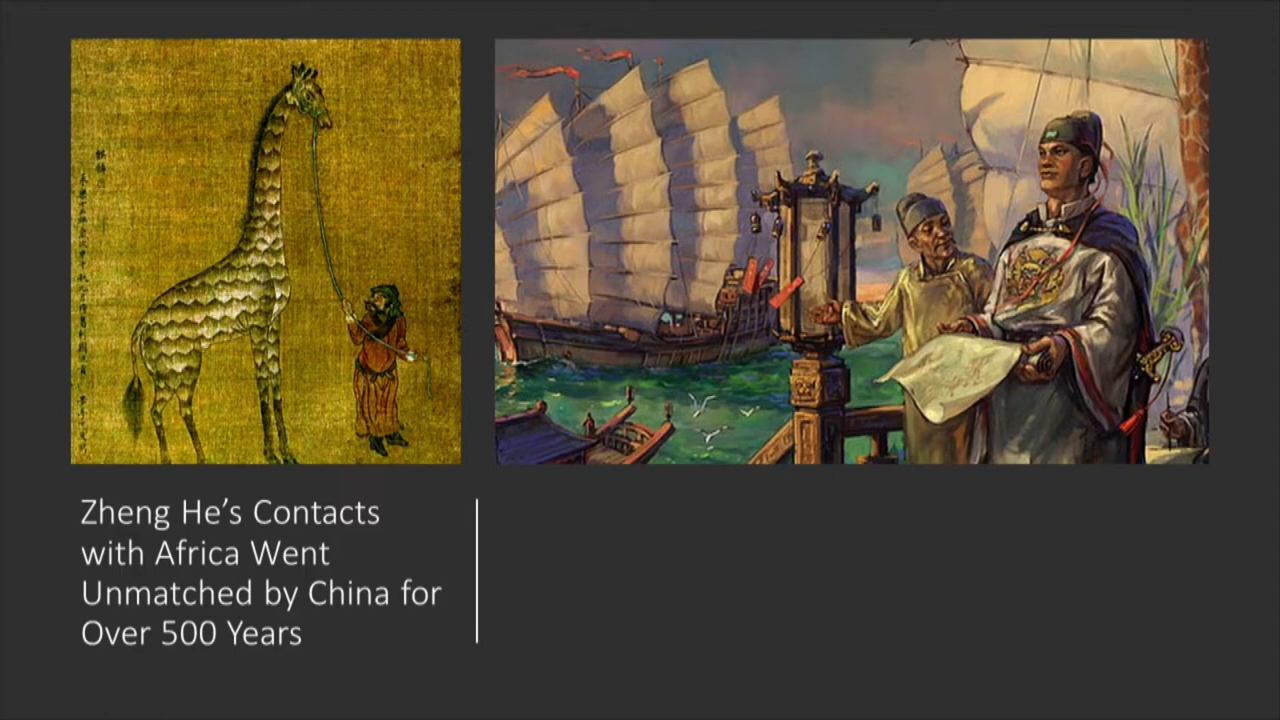 Zheng He’s Contacts
with Africa Went
Unmatched by China for
Over 500 Years